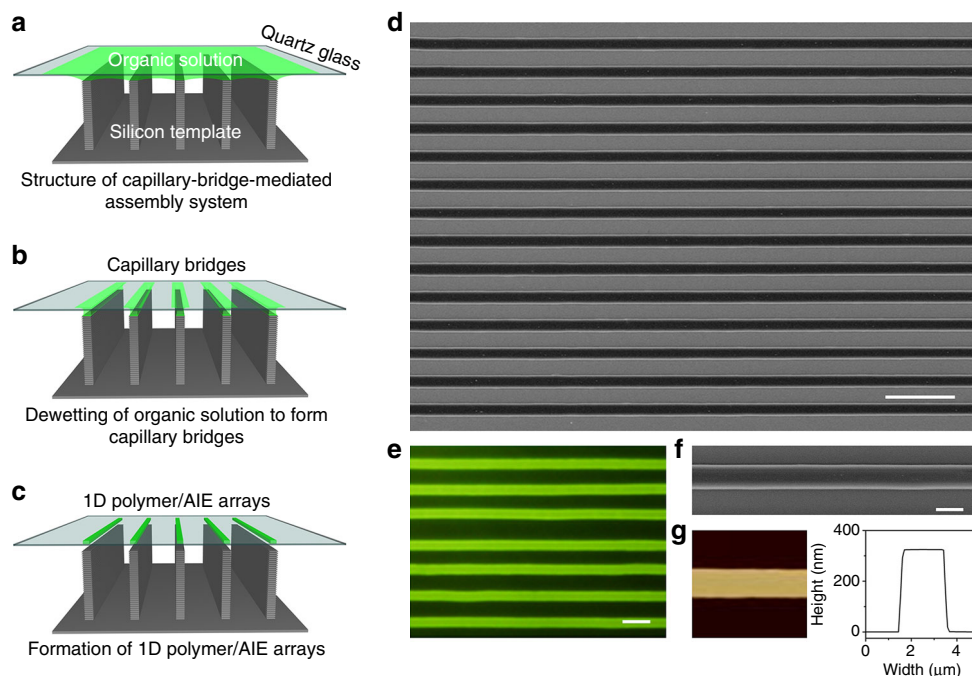 a
Quartz glass
Organic solution
Silicon template
Structure of capillary-bridge-mediated
assembly system
b
Capillary bridges
Dewetting of organic solution to form
capillary bridges
c
1D polymer/AIE arrays
Formation of 1D polymer/AIE arrays
d
e
f
g
Height (nm)
400
200
0
2
4
Width (μm)